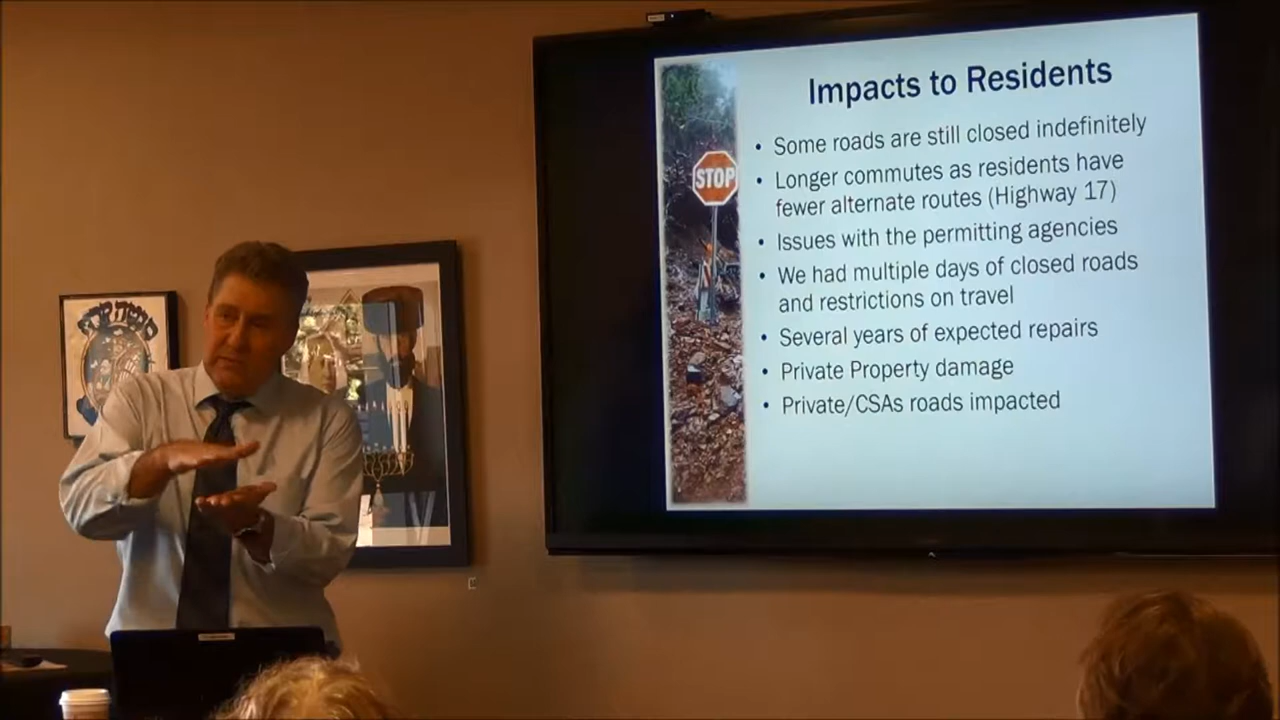 Impacts to Residents
• Some roads are still closed indefinitely
• Longer commutes as residents have
fewer alternate routes (Highway 17)
• Issues with the permitting agencies
• We had multiple days of closed roads
and restrictions on travel
• Several years of expected repairs
• Private Property damage
• Private/CSAs roads impacted
STOP